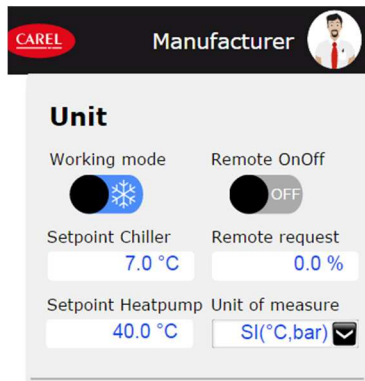 CAREL
Manufacturer
Unit
Working mode Remote OnOff
OFF
Setpoint Chiller Remote request
7.0 °C 0.0 %
Setpoint Heatpump Unit of measure
40.0 °C SI(°C,bar)